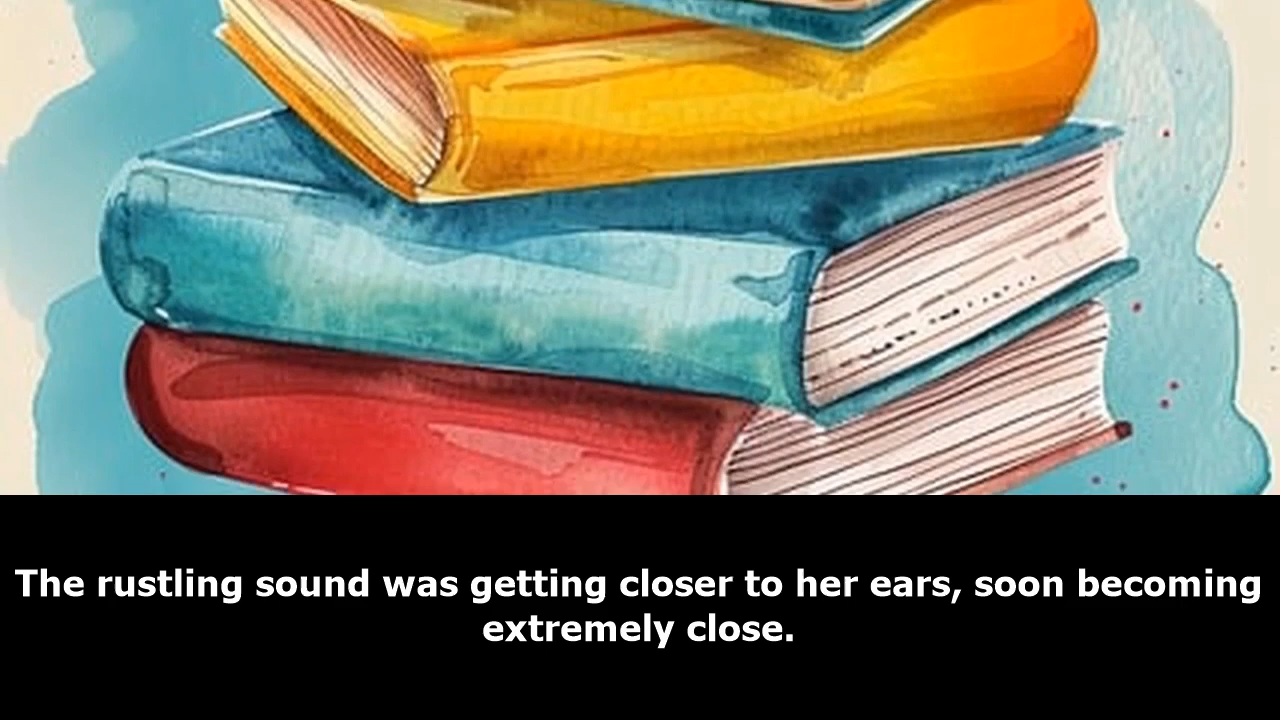 The rustling sound was getting closer to her ears, soon becoming
extremely close.